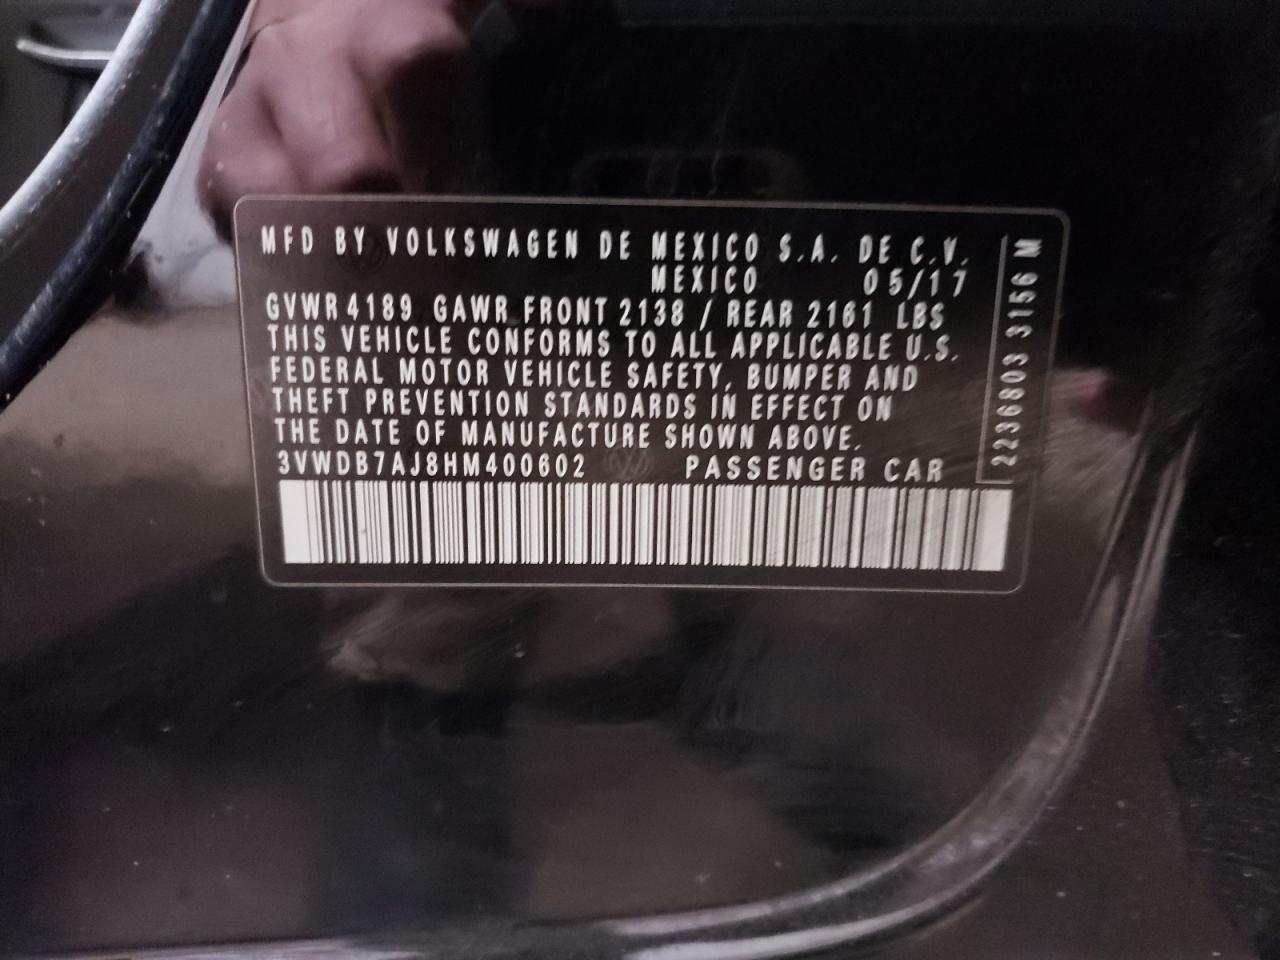 MFD BY VOLKSWAGEN DE MEXICO S.A. DE C.V.
MEXICO 05/17
GVWR 4189 GAWR FRONT 2138 / REAR 2161 LBS
THIS VEHICLE CONFORMS TO ALL APPLICABLE U.S.
FEDERAL MOTOR VEHICLE SAFETY, BUMPER AND
THEFT PREVENTION STANDARDS IN EFFECT ON
THE DATE OF MANUFACTURE SHOWN ABOVE.
3VWDB7AJ8HM400602 PASSENGER CAR
2236803 3156 M